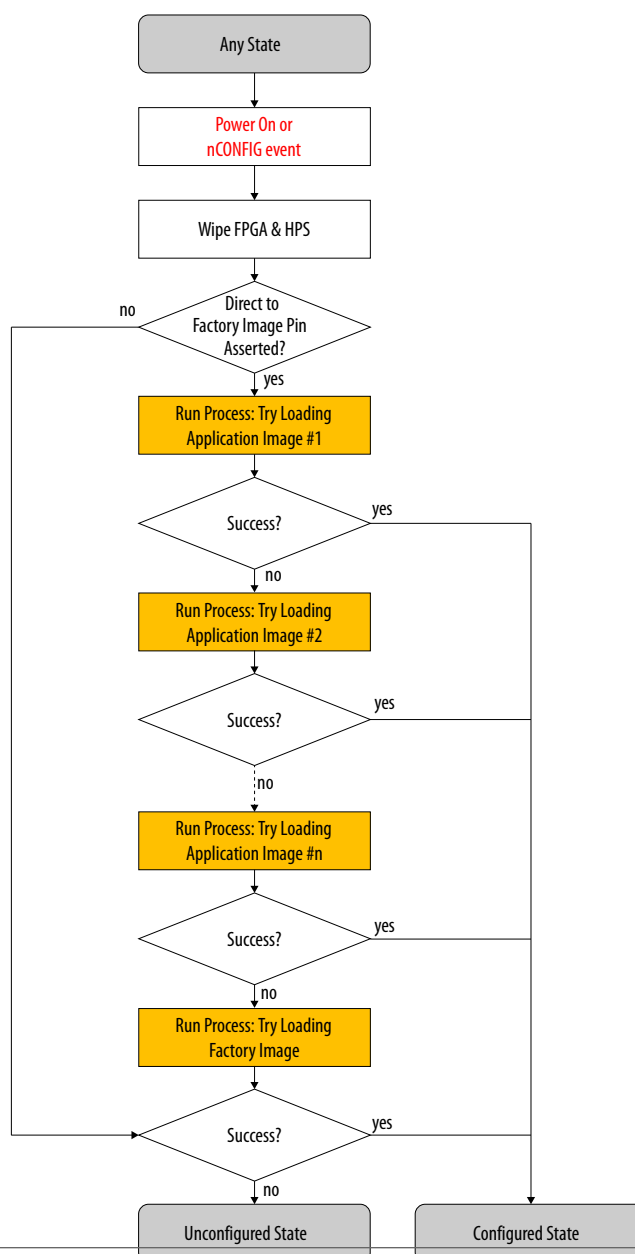 Any State
Power On or
nCONFIG event
Wipe FPGA & HPS
no
Direct to
Factory Image Pin
Asserted?
yes
Run Process: Try Loading
Application Image #1
Success?
yes
no
Run Process: Try Loading
Application Image #2
Success?
yes
no
Run Process: Try Loading
Application Image #n
Success?
yes
no
Run Process: Try Loading
Factory Image
Success?
yes
no
Unconfigured State
Configured State